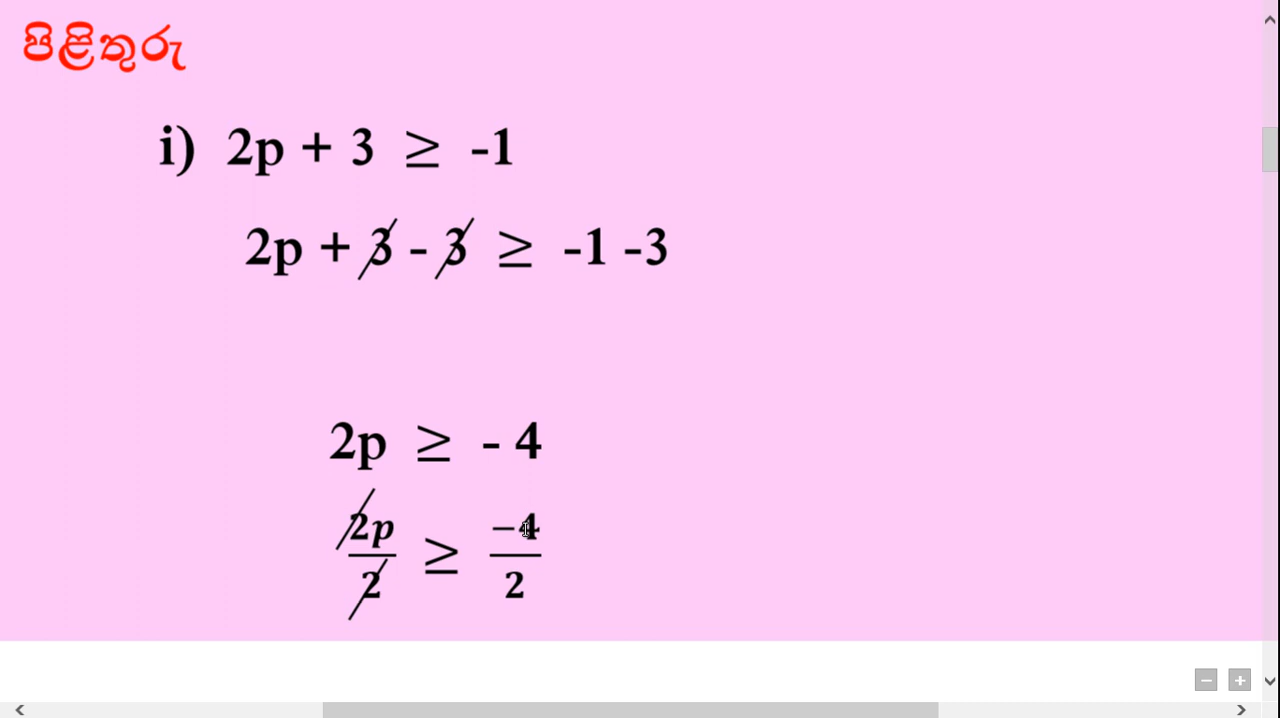 පිළිතුරු
i) 2p + 3 ≥ -1
2p + 3 - 3 ≥ -1 -3
2p ≥ - 4
2p/2 ≥ −4/2